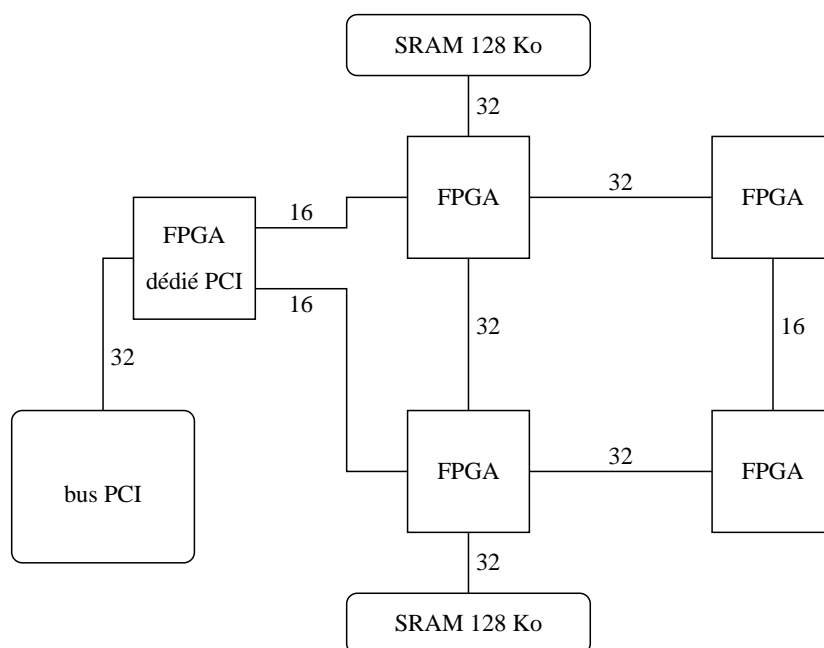 SRAM 128 Ko
32
FPGA
32
FPGA
16
FPGA
dédié PCI
16
32
32
16
bus PCI
FPGA
32
FPGA
32
SRAM 128 Ko